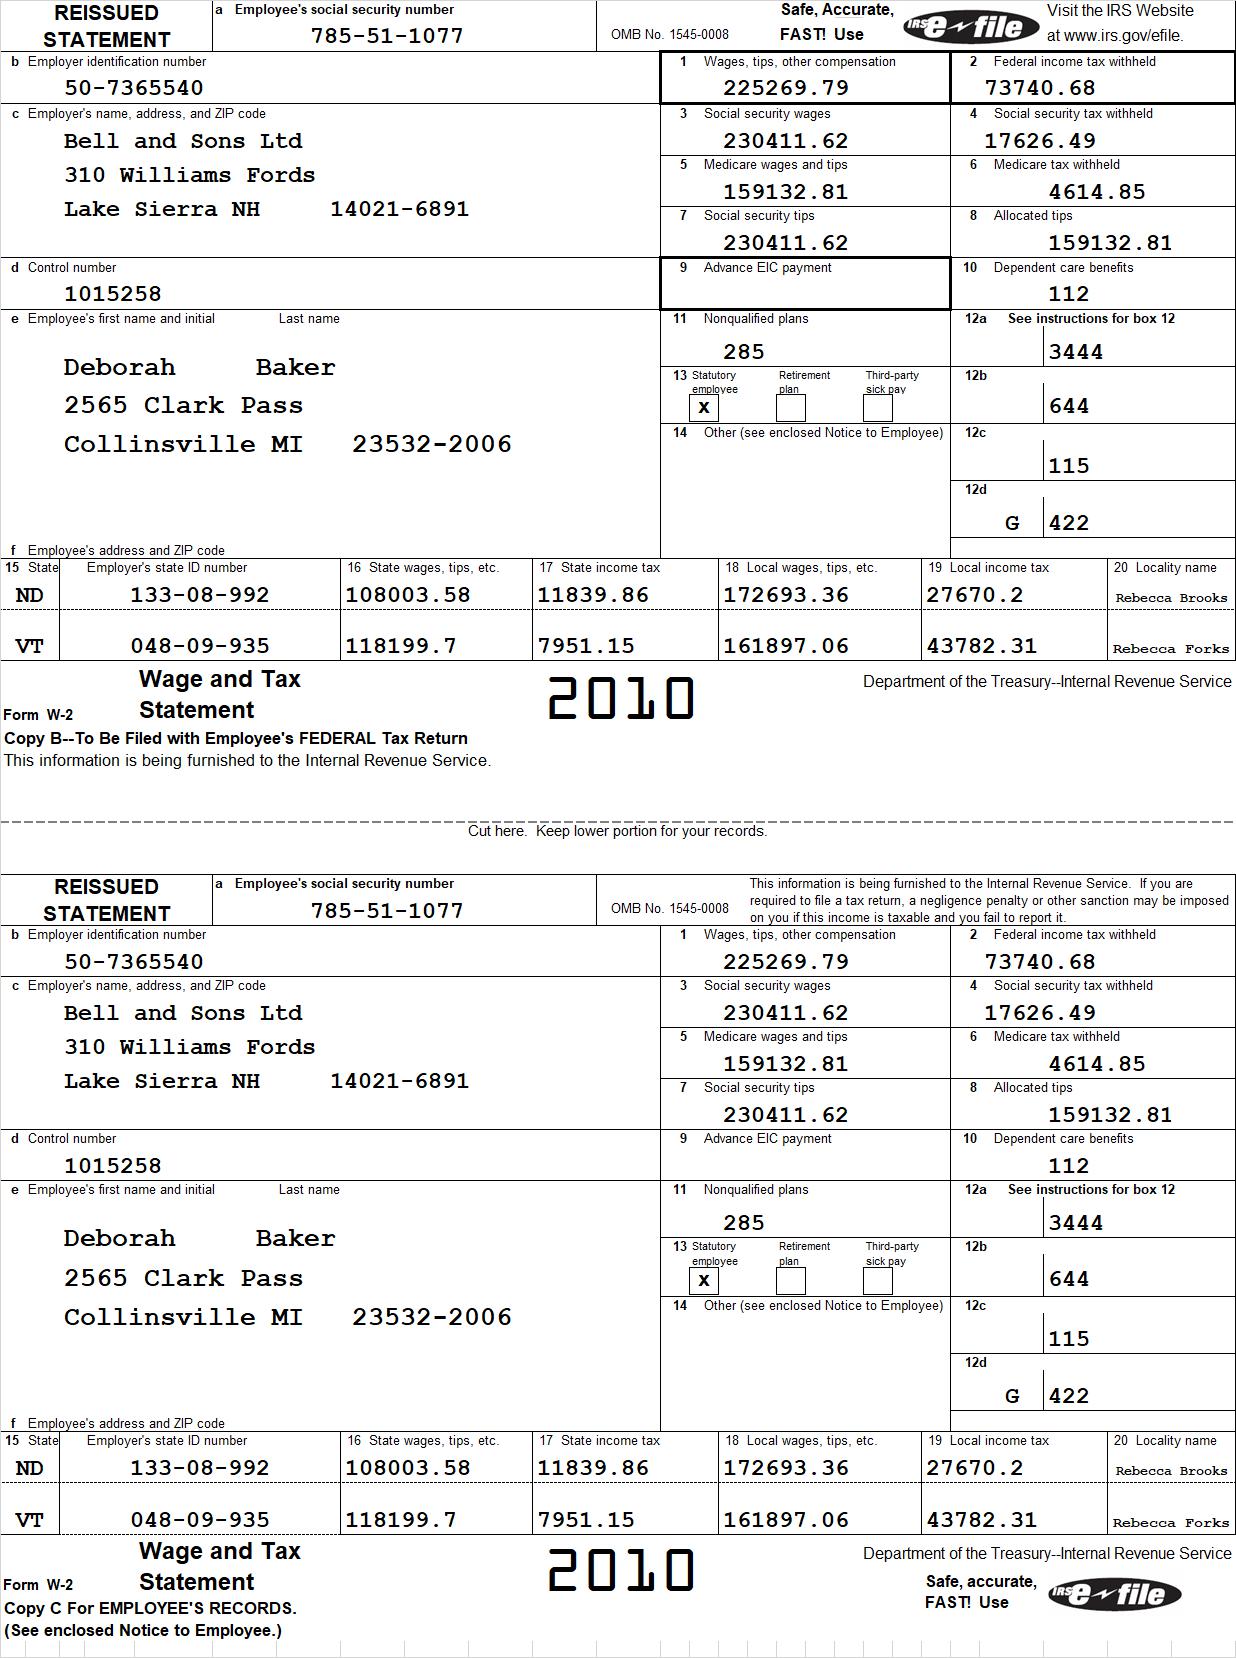 REISSUED STATEMENT
a Employee's social security number
785-51-1077
OMB No. 1545-0008
Safe, Accurate, FAST! Use
IRS e-file
Visit the IRS Website at www.irs.gov/efile.
b Employer identification number
50-7365540
1 Wages, tips, other compensation
225269.79
2 Federal income tax withheld
73740.68
c Employer's name, address, and ZIP code
Bell and Sons Ltd
310 Williams Fords
Lake Sierra NH 14021-6891
3 Social security wages
230411.62
4 Social security tax withheld
17626.49
5 Medicare wages and tips
159132.81
6 Medicare tax withheld
4614.85
7 Social security tips
230411.62
8 Allocated tips
159132.81
d Control number
1015258
9 Advance EIC payment
10 Dependent care benefits
112
e Employee's first name and initial Last name
Deborah Baker
2565 Clark Pass
Collinsville MI 23532-2006
11 Nonqualified plans
285
12a See instructions for box 12
3444
13 Statutory employee
x
Retirement plan
Third-party sick pay
12b
644
14 Other (see enclosed Notice to Employee)
12c
115
12d
G 422
f Employee's address and ZIP code
15 State Employer's state ID number 16 State wages, tips, etc. 17 State income tax 18 Local wages, tips, etc. 19 Local income tax 20 Locality name
ND 133-08-992 108003.58 11839.86 172693.36 27670.2 Rebecca Brooks
VT 048-09-935 118199.7 7951.15 161897.06 43782.31 Rebecca Forks
Form W-2
Wage and Tax Statement
2010
Department of the Treasury--Internal Revenue Service
Copy B--To Be Filed with Employee's FEDERAL Tax Return
This information is being furnished to the Internal Revenue Service.
Cut here. Keep lower portion for your records.
REISSUED STATEMENT
a Employee's social security number
785-51-1077
OMB No. 1545-0008
This information is being furnished to the Internal Revenue Service. If you are
required to file a tax return, a negligence penalty or other sanction may be imposed
on you if this income is taxable and you fail to report it.
b Employer identification number
50-7365540
1 Wages, tips, other compensation
225269.79
2 Federal income tax withheld
73740.68
c Employer's name, address, and ZIP code
Bell and Sons Ltd
310 Williams Fords
Lake Sierra NH 14021-6891
3 Social security wages
230411.62
4 Social security tax withheld
17626.49
5 Medicare wages and tips
159132.81
6 Medicare tax withheld
4614.85
7 Social security tips
230411.62
8 Allocated tips
159132.81
d Control number
1015258
9 Advance EIC payment
10 Dependent care benefits
112
e Employee's first name and initial Last name
Deborah Baker
2565 Clark Pass
Collinsville MI 23532-2006
11 Nonqualified plans
285
12a See instructions for box 12
3444
13 Statutory employee
x
Retirement plan
Third-party sick pay
12b
644
14 Other (see enclosed Notice to Employee)
12c
115
12d
G 422
f Employee's address and ZIP code
15 State Employer's state ID number 16 State wages, tips, etc. 17 State income tax 18 Local wages, tips, etc. 19 Local income tax 20 Locality name
ND 133-08-992 108003.58 11839.86 172693.36 27670.2 Rebecca Brooks
VT 048-09-935 118199.7 7951.15 161897.06 43782.31 Rebecca Forks
Form W-2
Wage and Tax Statement
2010
Department of the Treasury--Internal Revenue Service
Safe, accurate, FAST! Use
IRS e-file
Copy C For EMPLOYEE'S RECORDS.
(See enclosed Notice to Employee.)